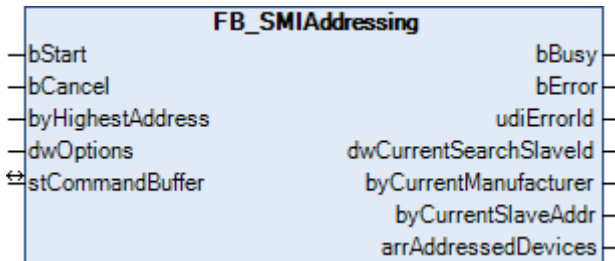 FB_SMIAddressing
bStart bBusy
bCancel bError
byHighestAddress udiErrorId
dwOptions dwCurrentSearchSlaveId
stCommandBuffer byCurrentManufacturer
byCurrentSlaveAddr
arrAddressedDevices